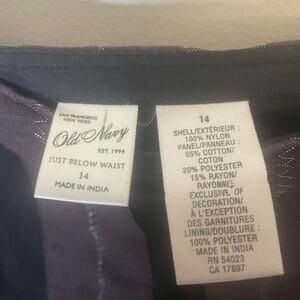 SAN FRANCISCO
NEW YORK
Old Navy
EST. 1994
JUST BELOW WAIST
14
MADE IN INDIA
14
SHELL/EXTÉRIEUR :
100% NYLON
PANEL/PANNEAU :
65% COTTON/
COTON
20% POLYESTER
15% RAYON/
RAYONNE
EXCLUSIVE OF
DECORATION/
À L'EXCEPTION
DES GARNITURES
LINING/DOUBLURE :
100% POLYESTER
MADE IN INDIA
RN 54023
CA 17897